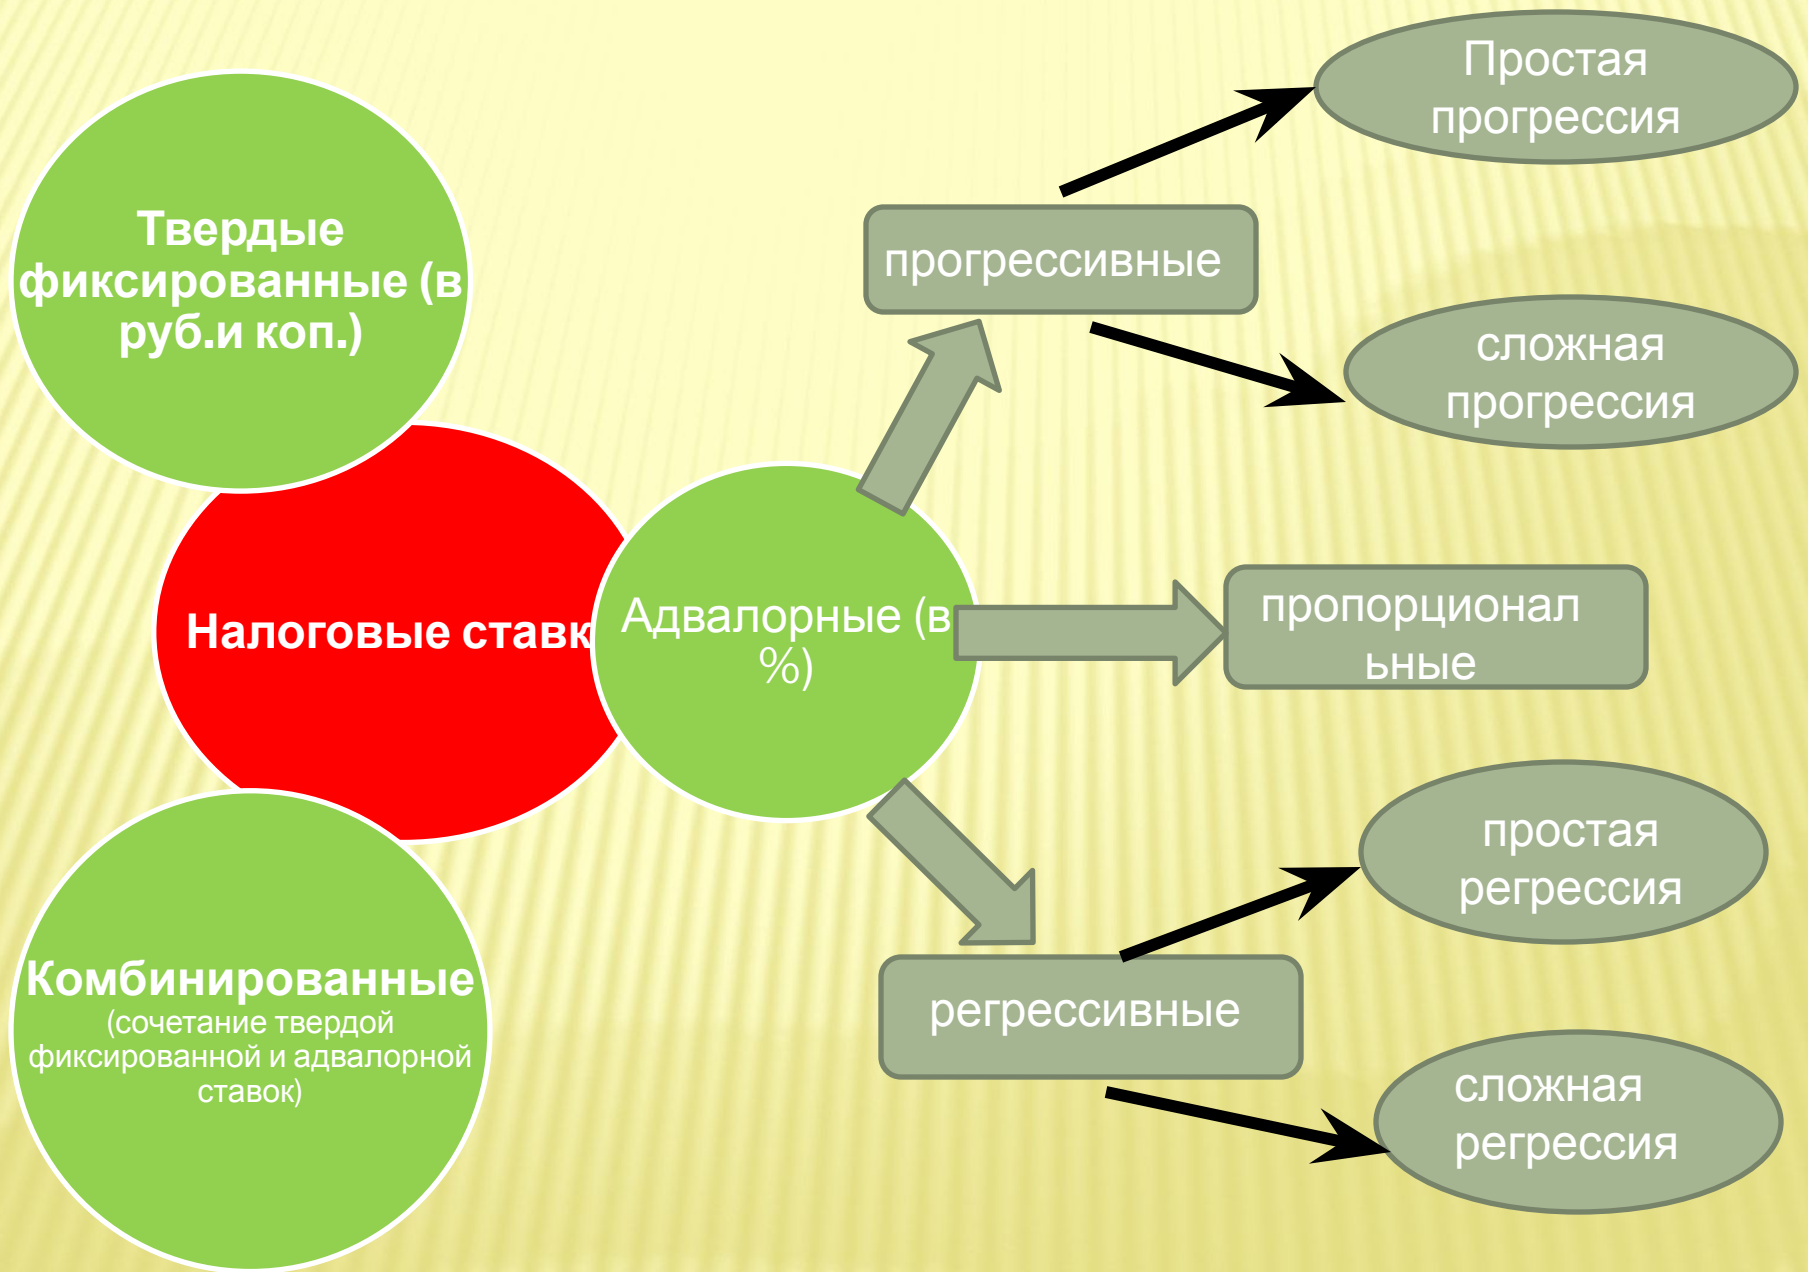 Твердые
фиксированные (в
руб.и коп.)
Налоговые ставк
Комбинированные
(сочетание твердой
фиксированной и адвалорной
ставок)
Адвалорные (в
%)
прогрессивные
Простая
прогрессия
сложная
прогрессия
пропорционал
ьные
регрессивные
простая
регрессия
сложная
регрессия